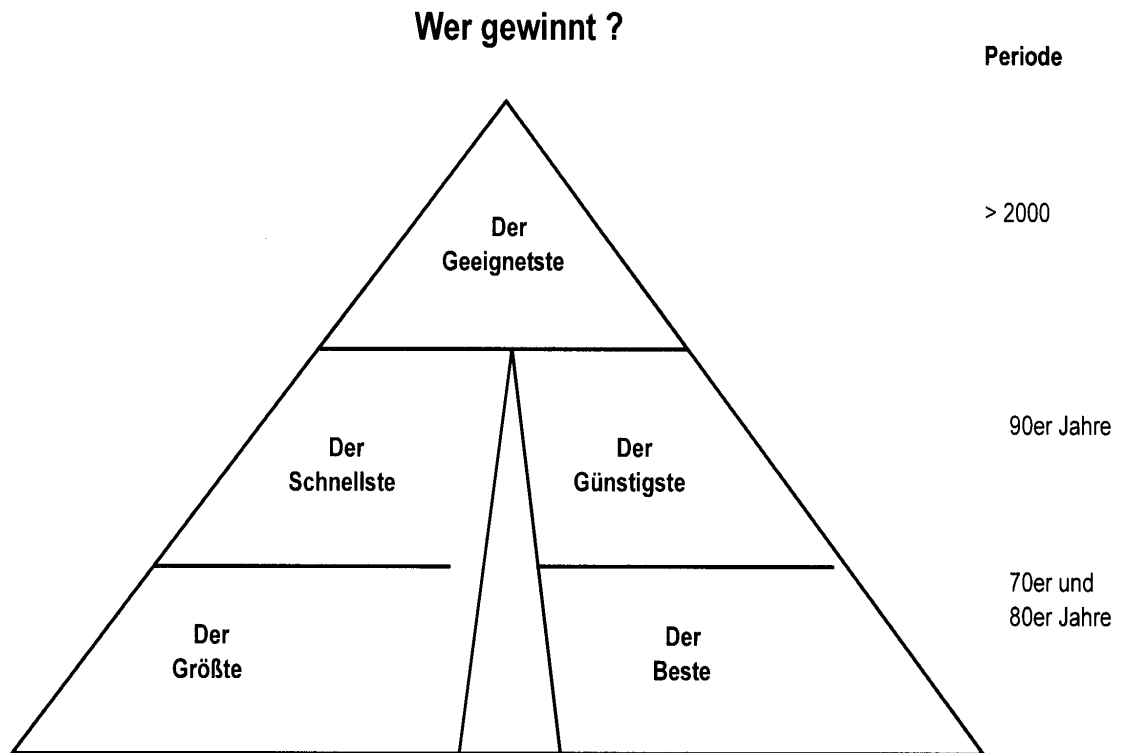 Wer gewinnt ?
Periode
Der
Geeignetste
> 2000
Der
Schnellste
Der
Günstigste
90er Jahre
Der
Größte
Der
Beste
70er und
80er Jahre